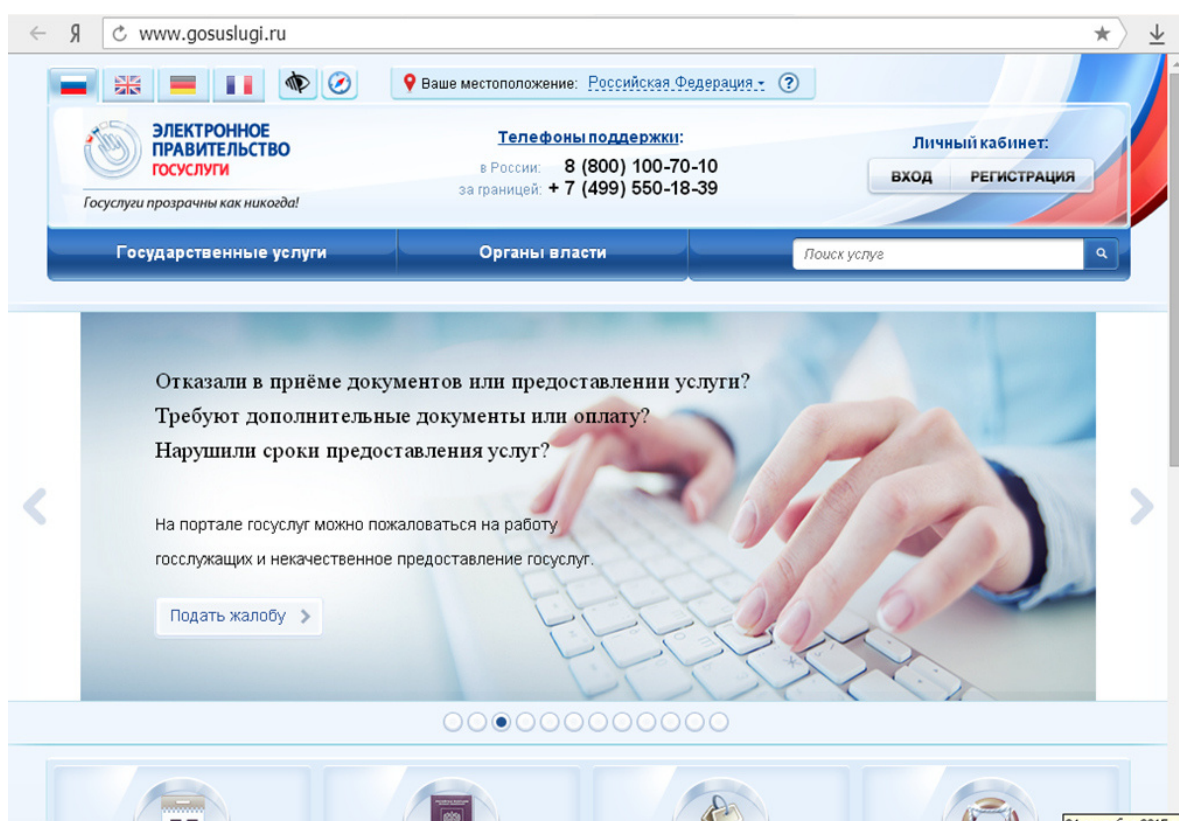 Я www.gosuslugi.ru
Ваше местоположение: Российская Федерация ?
ЭЛЕКТРОННОЕ
ПРАВИТЕЛЬСТВО
ГОСУСЛУГИ
Госуслуги прозрачны как никогда!
Телефоны поддержки:
в России: 8 (800) 100-70-10
за границей: + 7 (499) 550-18-39
Личный кабинет:
ВХОД РЕГИСТРАЦИЯ
Государственные услуги Органы власти Поиск услуг
Отказали в приёме документов или предоставлении услуги?
Требуют дополнительные документы или оплату?
Нарушили сроки предоставления услуг?
На портале госуслуг можно пожаловаться на работу
госслужащих и некачественное предоставление госуслуг.
Подать жалобу